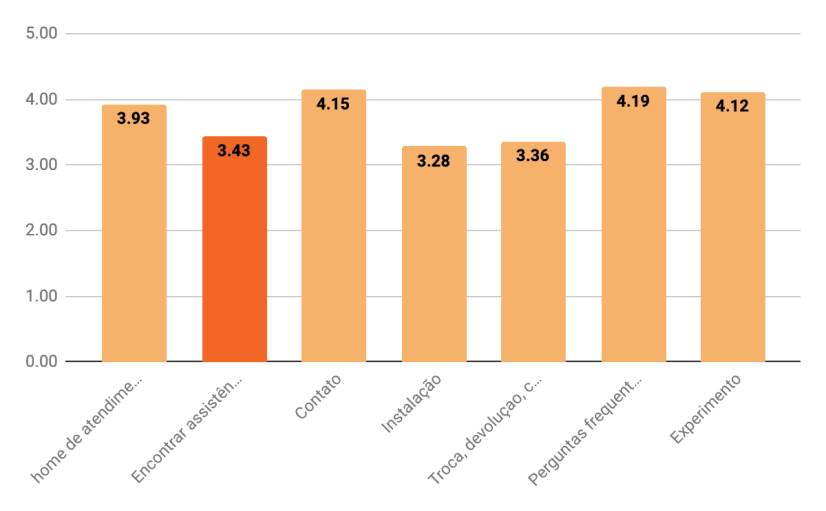 5.00
4.00
3.00
2.00
1.00
0.00
3.93
3.43
4.15
3.28
3.36
4.19
4.12
home de atendime...
Encontrar assistên...
Contato
Instalação
Troca, devoluçao, c...
Perguntas frequent...
Experimento